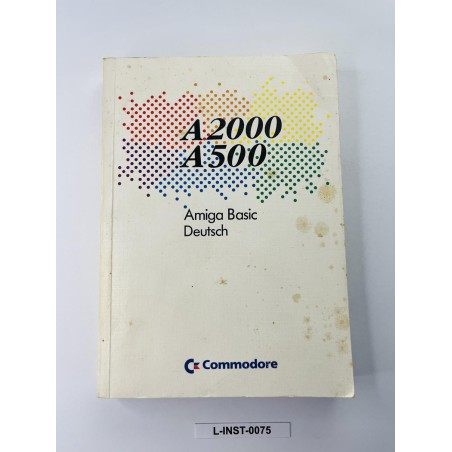 A2000
A500
Amiga Basic
Deutsch
Commodore
L-INST-0075